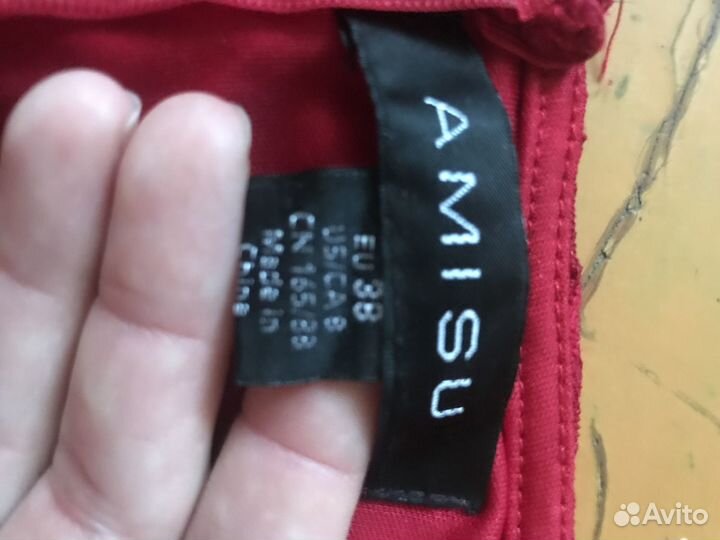 AMISU
EU 38
US/CA 8
CN 165/88
Made in
China
Avito